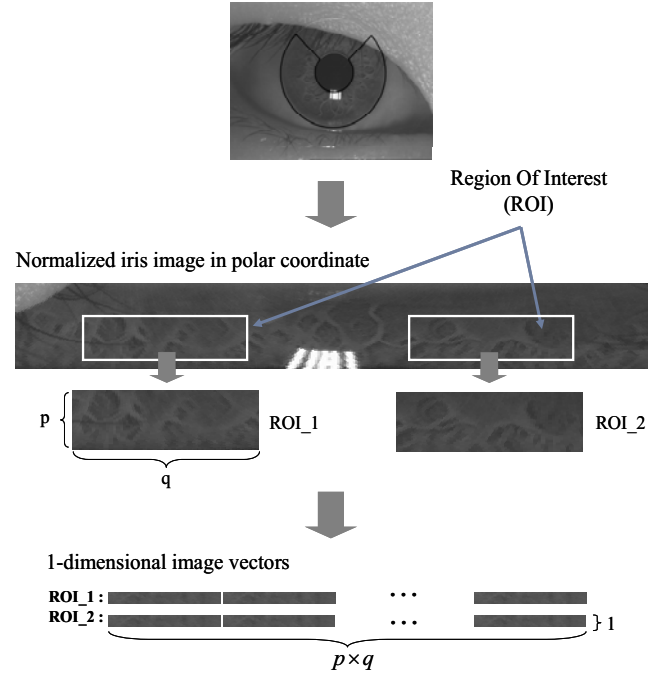 Region Of Interest
(ROI)
Normalized iris image in polar coordinate
p
ROI_1
ROI_2
q
1-dimensional image vectors
ROI_1 :
...
ROI_2 :
...
1
p×q